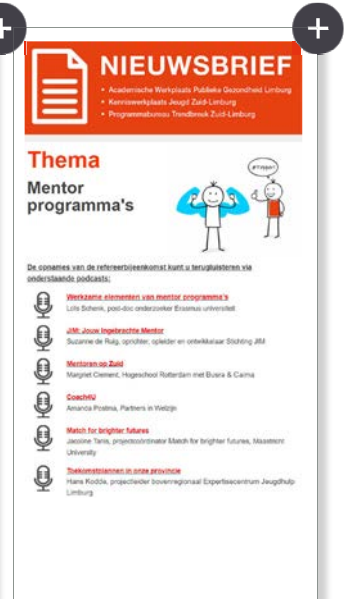 NIEUWSBRIEF
• Academische Werkplaats Publieke Gezondheid Limburg
• Kenniswerkplaats Jeugd Zuid-Limburg
• Programmabureau Trendbreuk Zuid-Limburg
Thema
Mentor
programma's
De opnames van de refereerbijeenkomst kunt u terugluisteren via
onderstaande podcasts:
Werkzame elementen van mentor programma's
Lots Schenk, post-doc onderzoeker Erasmus universiteit
JIM: Jouw Ingebrachte Mentor
Suzanne de Ruig, oprichter, opleider en ontwikkelaar Stichting JIM
Mentoren op Zuid
Margriet Clement, Hogeschool Rotterdam met Busra & Caima
Coach4U
Amanda Postma, Partners in Welzijn
Match for brighter futures
Jacoline Tanis, projectcoördinator Match for brighter futures, Maastricht
University
Toekomstplannen in onze provincie
Hans Kodde, projectleider bovenregionaal Expertisecentrum Jeugdhulp
Limburg